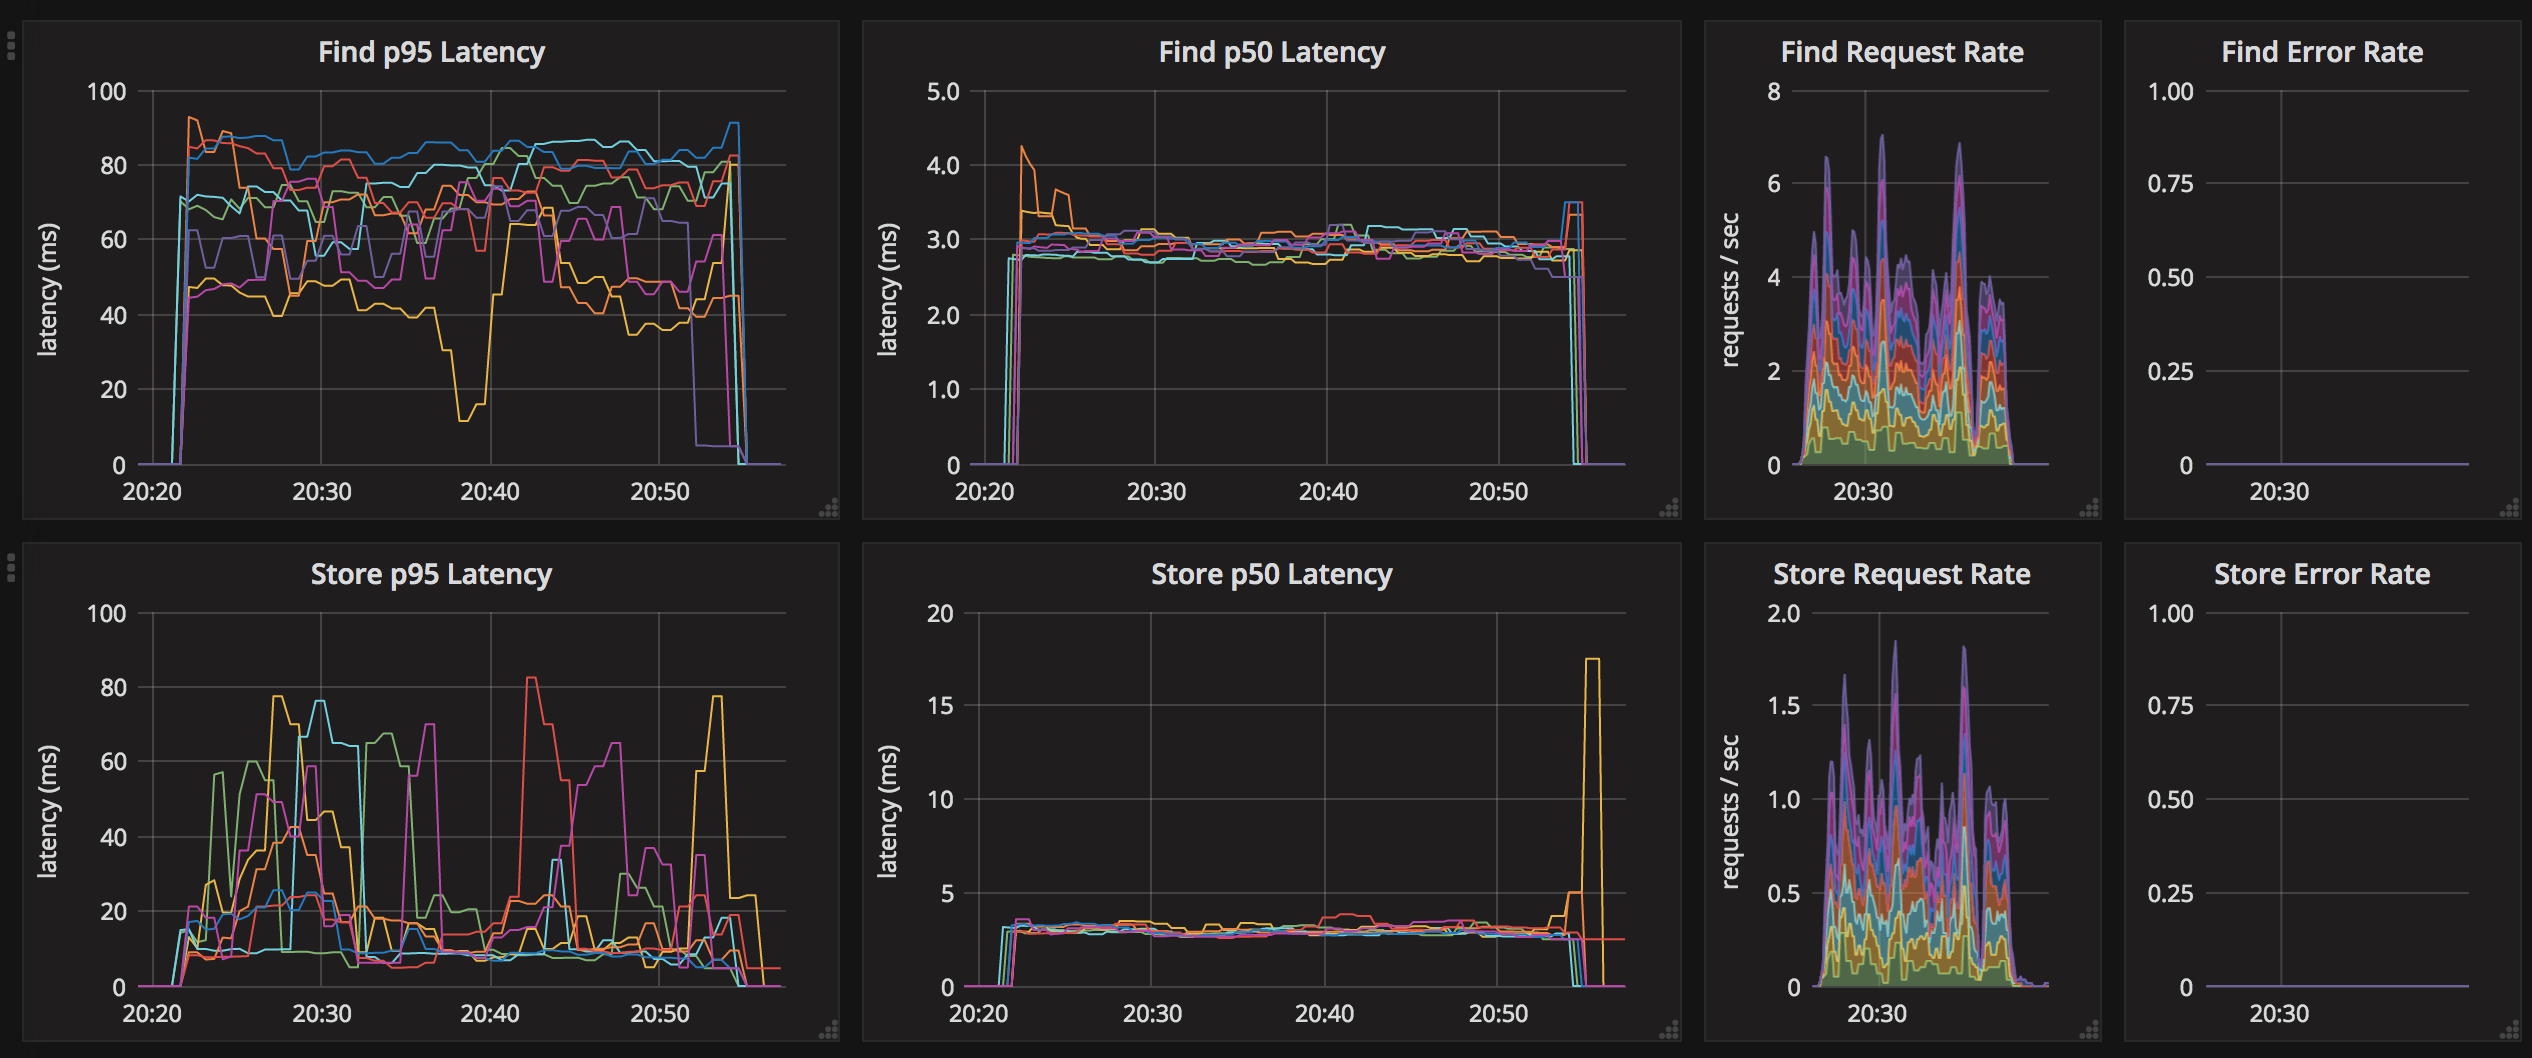 Find p95 Latency
100
80
60
40
20
0
latency (ms)
20:20 20:30 20:40 20:50
Find p50 Latency
5.0
4.0
3.0
2.0
1.0
0
latency (ms)
20:20 20:30 20:40 20:50
Find Request Rate
8
6
4
2
0
requests / sec
20:30
Find Error Rate
1.00
0.75
0.50
0.25
0
20:30
Store p95 Latency
100
80
60
40
20
0
latency (ms)
20:20 20:30 20:40 20:50
Store p50 Latency
20
15
10
5
0
latency (ms)
20:20 20:30 20:40 20:50
Store Request Rate
2.0
1.5
1.0
0.5
0
requests / sec
20:30
Store Error Rate
1.00
0.75
0.50
0.25
0
20:30